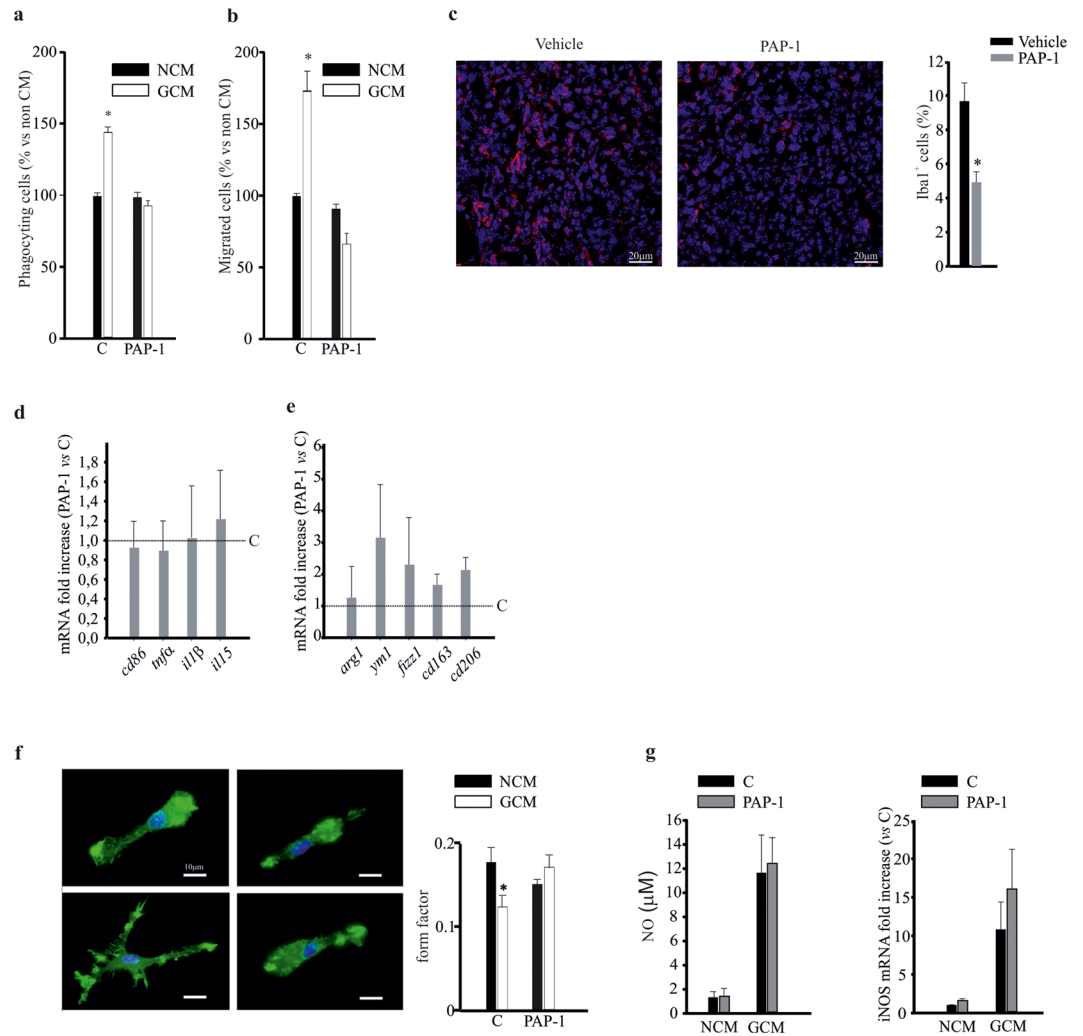 a
Phagocyting cells (% vs non CM)
200
150
100
50
0
NCM
GCM
*
C PAP-1
b
Migrated cells (% vs non CM)
200
150
100
50
0
NCM
GCM
*
C PAP-1
c
Vehicle PAP-1
20μm
20μm
Vehicle
PAP-1
Iba1+ cells (%)
12
10
8
6
4
2
0
*
d
mRNA fold increase (PAP-1 vs C)
1,8
1,6
1,4
1,2
1,0
0,8
0,6
0,4
0,2
0,0
C
cd86 tnfα il1β il15
e
mRNA fold increase (PAP-1 vs C)
6
5
4
3
2
1
0
C
arg1 ym1 fizz1 cd163 cd206
f
10μm
NCM
GCM
form factor
0.2
0.1
0
*
C PAP-1
g
C
PAP-1
NO (μM)
16
14
12
10
8
6
4
2
0
NCM GCM
C
PAP-1
iNOS mRNA fold increase (vs C)
25
20
15
10
5
0
NCM GCM